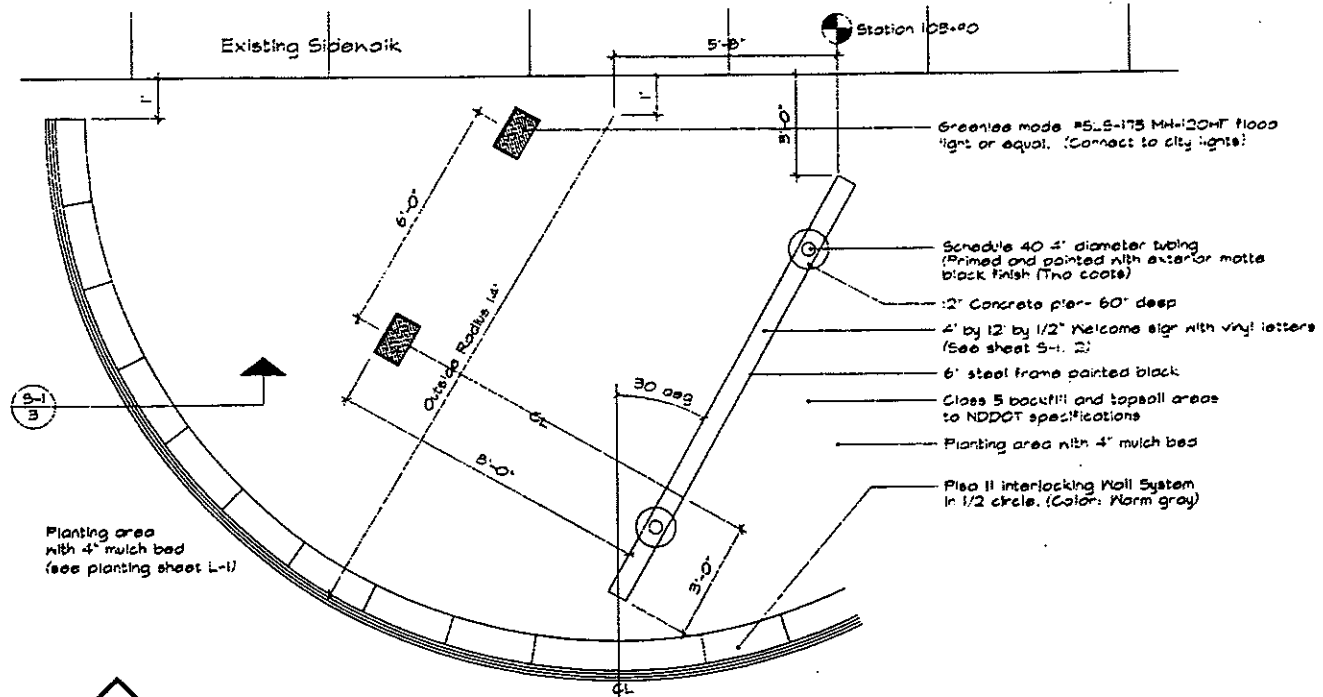 Existing Sidewalk
5'-8"
Station 105+90
1'
1'
3'-0"
Greenlee mode #SLS-175 MH-120MT flood
light or equal. (Connect to city lights)
6'-0"
Schedule 40 4" diameter tubing
(Primed and painted with exterior matte
black finish (Two coats)
12" Concrete pier- 60" deep
4' by 12' by 1/2" Welcome sign with vinyl letters
(See sheet S-1, 2)
6" steel frame painted black
Outside Radius 14'
30 deg
S-1
3
CL
Class 5 backfill and topsoil areas
to NDDOT specifications
Planting area with 4" mulch bed
8'-0"
Pisa II Interlocking Wall System
in 1/2 circle. (Color: Warm gray)
Planting area
with 4" mulch bed
(see planting sheet L-1)
3'-0"
CL